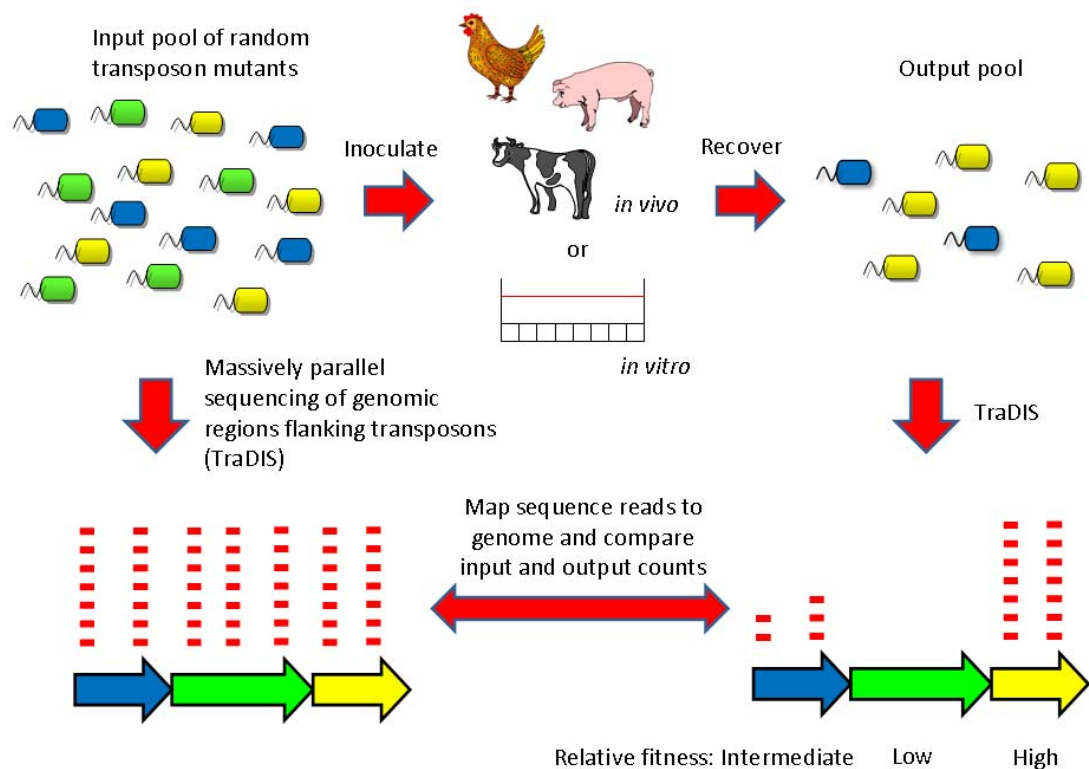 Input pool of random
transposon mutants
Output pool
Inoculate
Recover
in vivo
or
in vitro
Massively parallel
sequencing of genomic
regions flanking transposons
(TraDIS)
TraDIS
Map sequence reads to
genome and compare
input and output counts
Relative fitness: Intermediate Low High